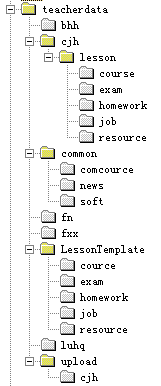 teacherdata
bhh
cjh
lesson
course
exam
homework
job
resource
common
comcource
news
soft
fn
fxx
LessonTemplate
cource
exam
homework
job
resource
luhq
upload
cjh